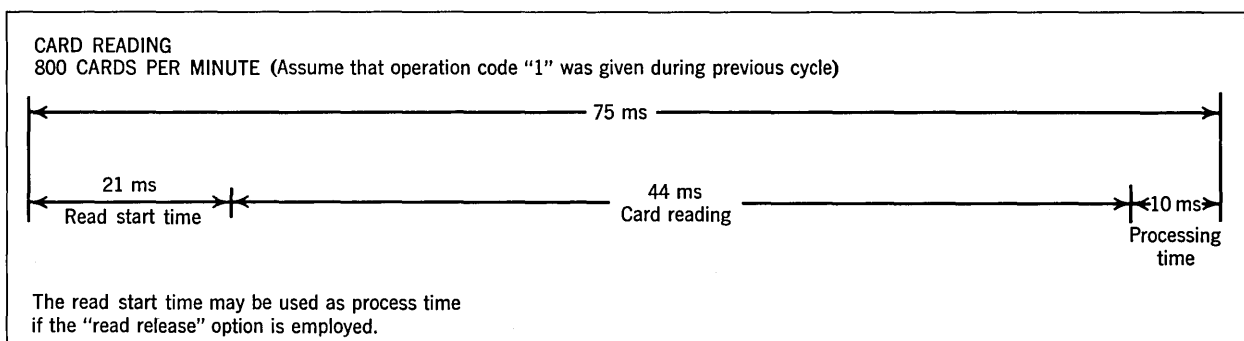 CARD READING
800 CARDS PER MINUTE (Assume that operation code "1" was given during previous cycle)
75 ms
21 ms
Read start time
44 ms
Card reading
10 ms
Processing
time
The read start time may be used as process time
if the "read release" option is employed.